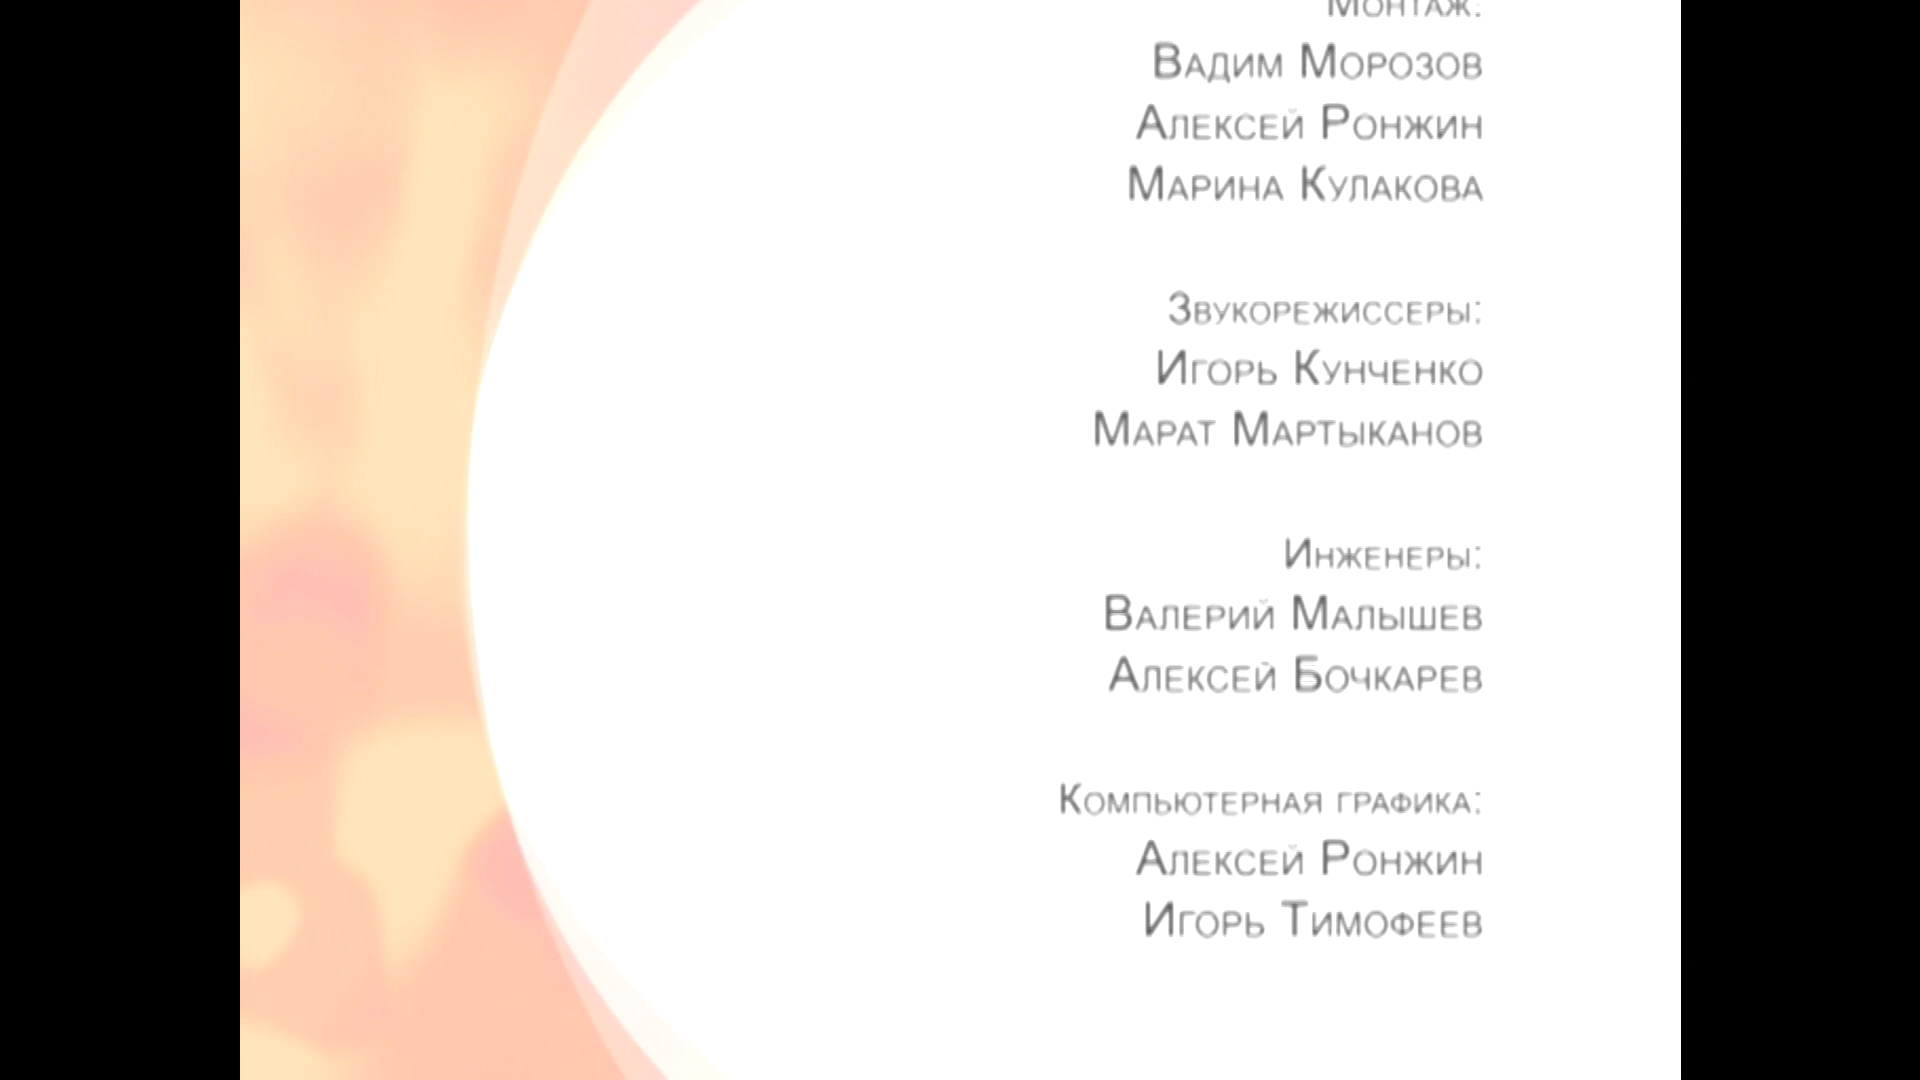 Монтаж:
Вадим Морозов
Алексей Ронжин
Марина Кулакова
Звукорежиссеры:
Игорь Кунченко
Марат Мартыканов
Инженеры:
Валерий Малышев
Алексей Бочкарев
Компьютерная графика:
Алексей Ронжин
Игорь Тимофеев